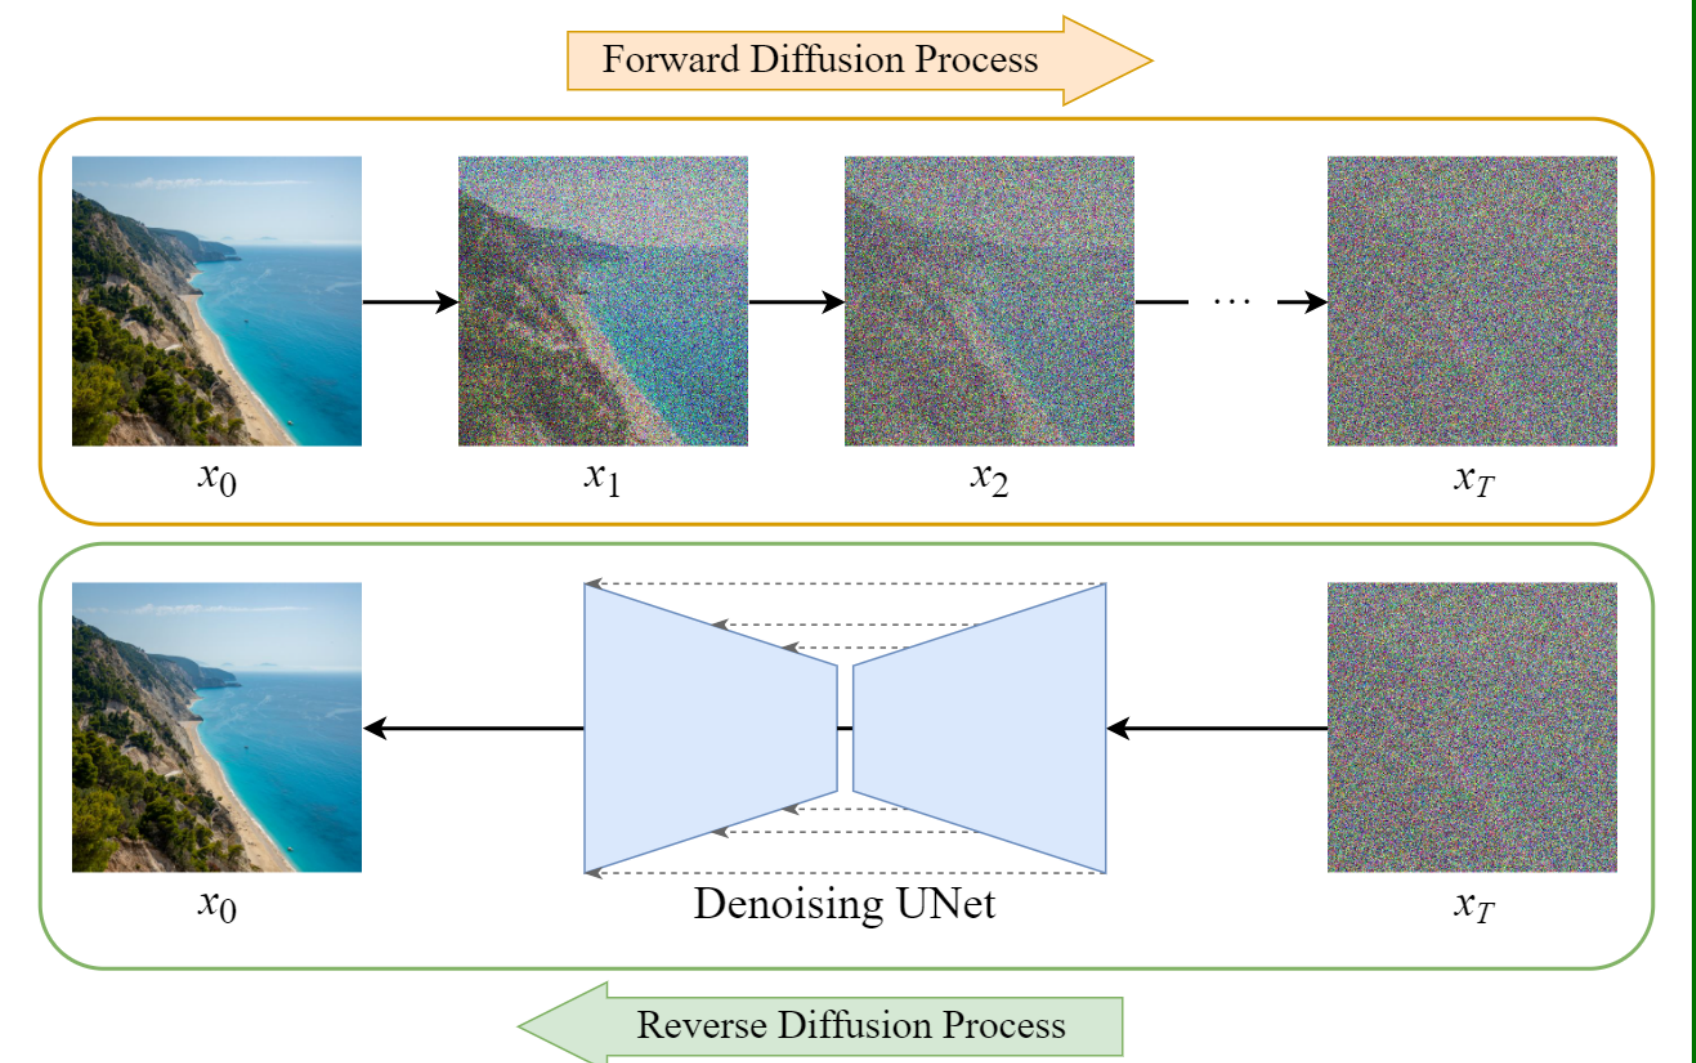 Forward Diffusion Process
...
x0 x1 x2 xT
Denoising UNet
x0 xT
Reverse Diffusion Process